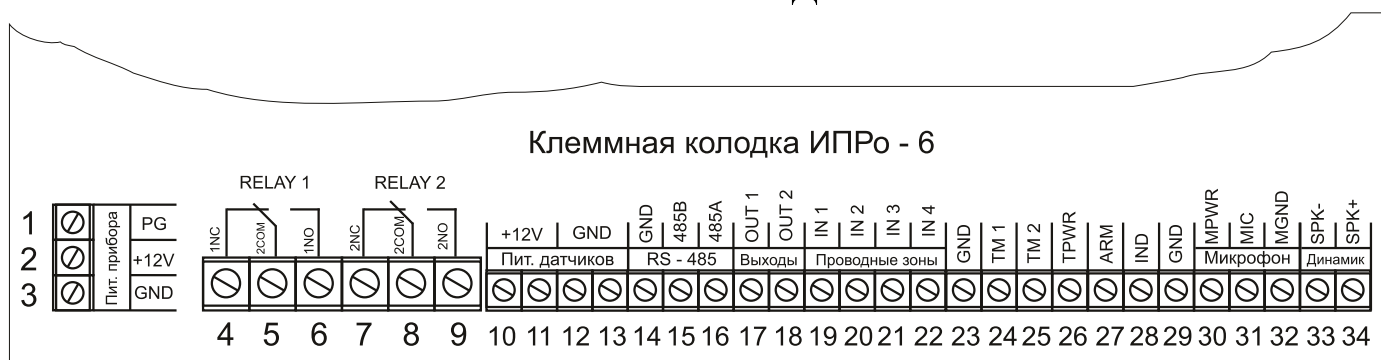 Клеммная колодка ИПРо - 6
RELAY 1 RELAY 2
1NC 2COM 1NO 2NC 2COM 2NO
1 PG
2 +12V
3 GND
Пит. прибора
+12V GND GND 485B 485A OUT 1 OUT 2 IN 1 IN 2 IN 3 IN 4 GND TM 1 TM 2 TPWR ARM IND GND MPWR MIC MGND SPK- SPK+
Пит. датчиков RS - 485 Выходы Проводные зоны Микрофон Динамик
4 5 6 7 8 9 10 11 12 13 14 15 16 17 18 19 20 21 22 23 24 25 26 27 28 29 30 31 32 33 34